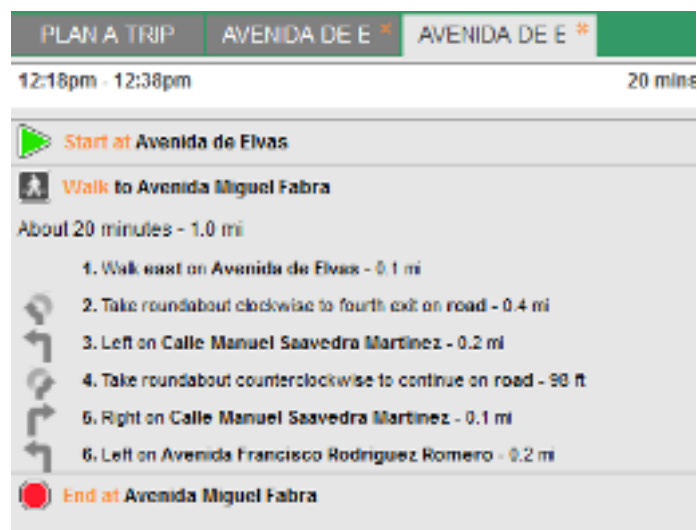 PLAN A TRIP
AVENIDA DE E *
AVENIDA DE E *
12:18pm - 12:38pm 20 mins
Start at Avenida de Elvas
Walk to Avenida Miguel Fabra
About 20 minutes - 1.0 mi
1. Walk east on Avenida de Elvas - 0.1 mi
2. Take roundabout clockwise to fourth exit on road - 0.4 mi
3. Left on Calle Manuel Saavedra Martinez - 0.2 mi
4. Take roundabout counterclockwise to continue on road - 98 ft
5. Right on Calle Manuel Saavedra Martinez - 0.1 mi
6. Left on Avenida Francisco Rodriguez Romero - 0.2 mi
End at Avenida Miguel Fabra